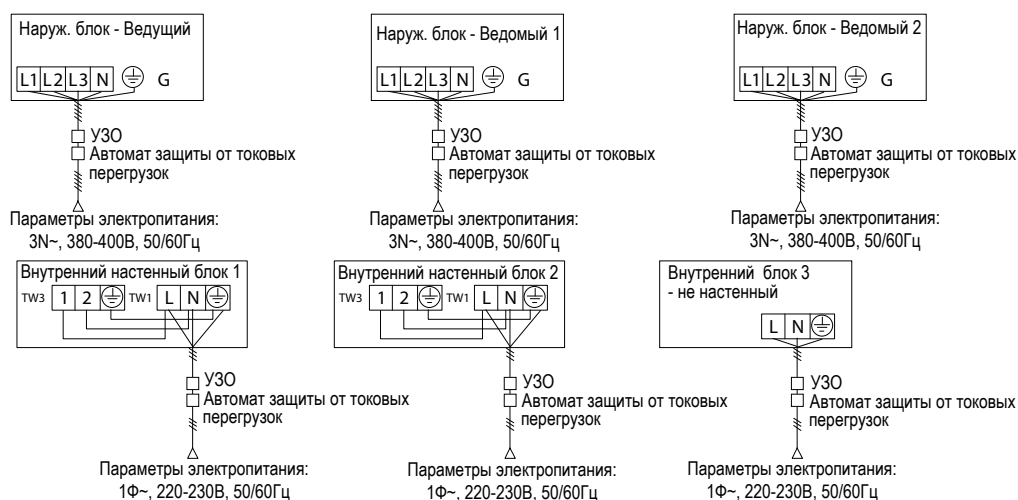 Наруж. блок - Ведущий
L1 L2 L3 N G
УЗО
Автомат защиты от токовых
перегрузок
Параметры электропитания:
3N~, 380-400В, 50/60Гц
Наруж. блок - Ведомый 1
L1 L2 L3 N G
УЗО
Автомат защиты от токовых
перегрузок
Параметры электропитания:
3N~, 380-400В, 50/60Гц
Наруж. блок - Ведомый 2
L1 L2 L3 N G
УЗО
Автомат защиты от токовых
перегрузок
Параметры электропитания:
3N~, 380-400В, 50/60Гц
Внутренний настенный блок 1
TW3 1 2 TW1 L N
УЗО
Автомат защиты от токовых
перегрузок
Параметры электропитания:
1Ф~, 220-230В, 50/60Гц
Внутренний настенный блок 2
TW3 1 2 TW1 L N
УЗО
Автомат защиты от токовых
перегрузок
Параметры электропитания:
1Ф~, 220-230В, 50/60Гц
Внутренний блок 3
- не настенный
L N
УЗО
Автомат защиты от токовых
перегрузок
Параметры электропитания:
1Ф~, 220-230В, 50/60Гц